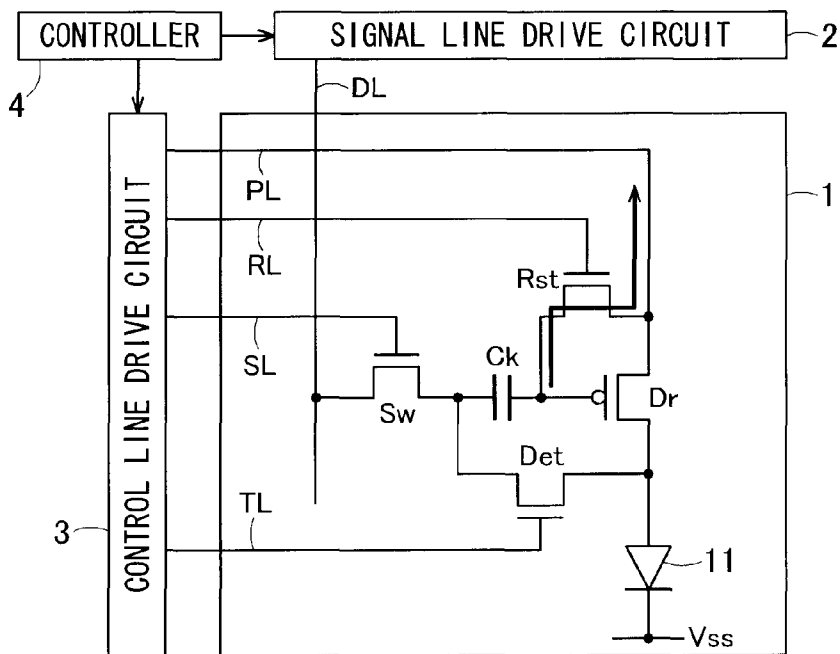 CONTROLLER
SIGNAL LINE DRIVE CIRCUIT
4
2
DL
CONTROL LINE DRIVE CIRCUIT
3
1
PL
RL
Rst
SL
Ck
Sw
Dr
Det
TL
11
Vss